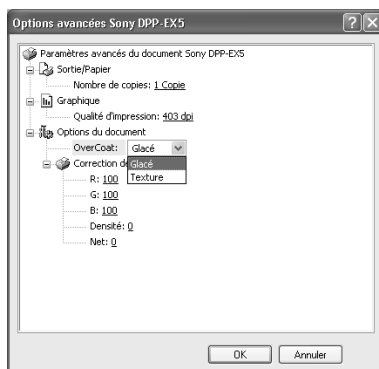 Options avancées Sony DPP-EX5
Paramètres avancés du document Sony DPP-EX5
Sortie/Papier
Nombre de copies: 1 Copie
Graphique
Qualité d'impression: 403 dpi
Options du document
OverCoat: Glacé
Glacé
Texture
Correction de
R: 100
G: 100
B: 100
Densité: 0
Net: 0
OK
Annuler